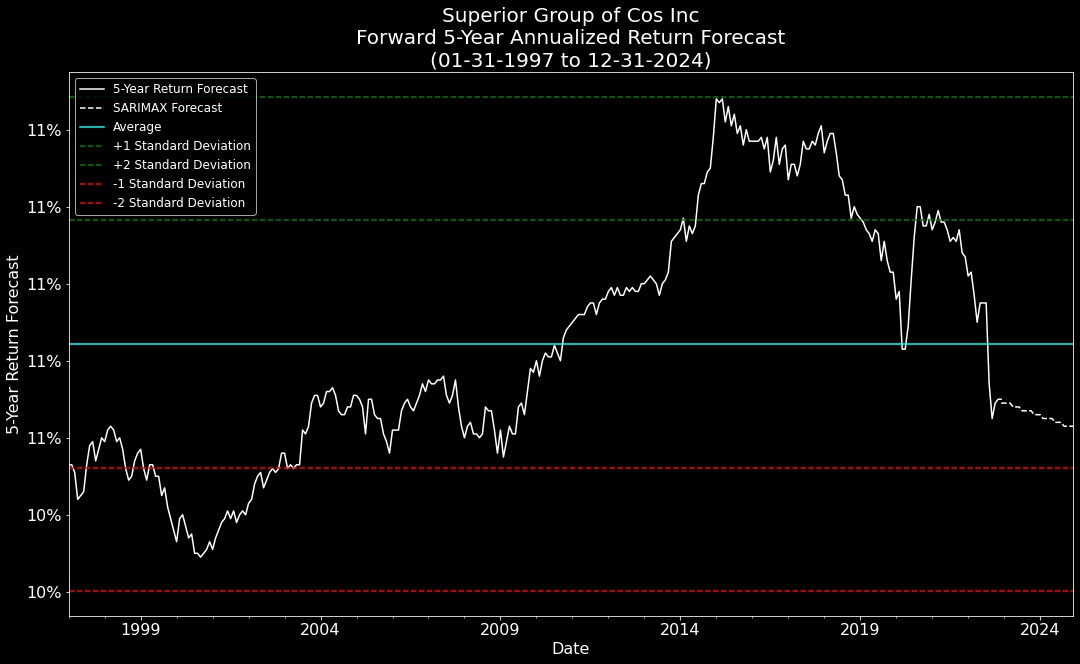 Superior Group of Cos Inc
Forward 5-Year Annualized Return Forecast
(01-31-1997 to 12-31-2024)
5-Year Return Forecast
SARIMAX Forecast
Average
+1 Standard Deviation
+2 Standard Deviation
-1 Standard Deviation
-2 Standard Deviation
11%
11%
11%
11%
11%
10%
10%
5-Year Return Forecast
1999
2004
2009
2014
2019
2024
Date